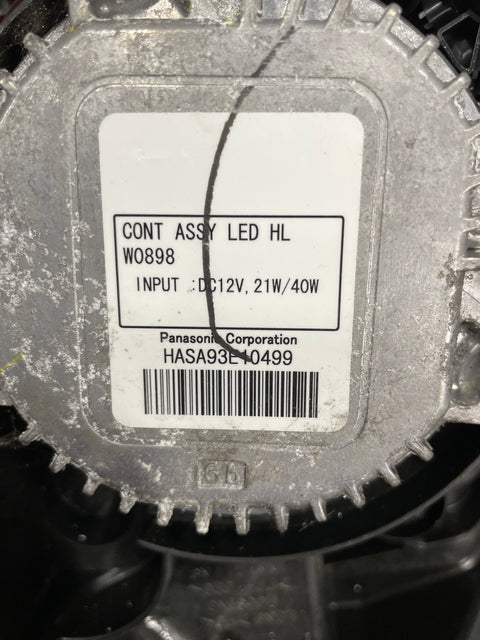 CONT ASSY LED HL
W0898
INPUT :DC12V, 21W/40W
Panasonic Corporation
HASA93E10499